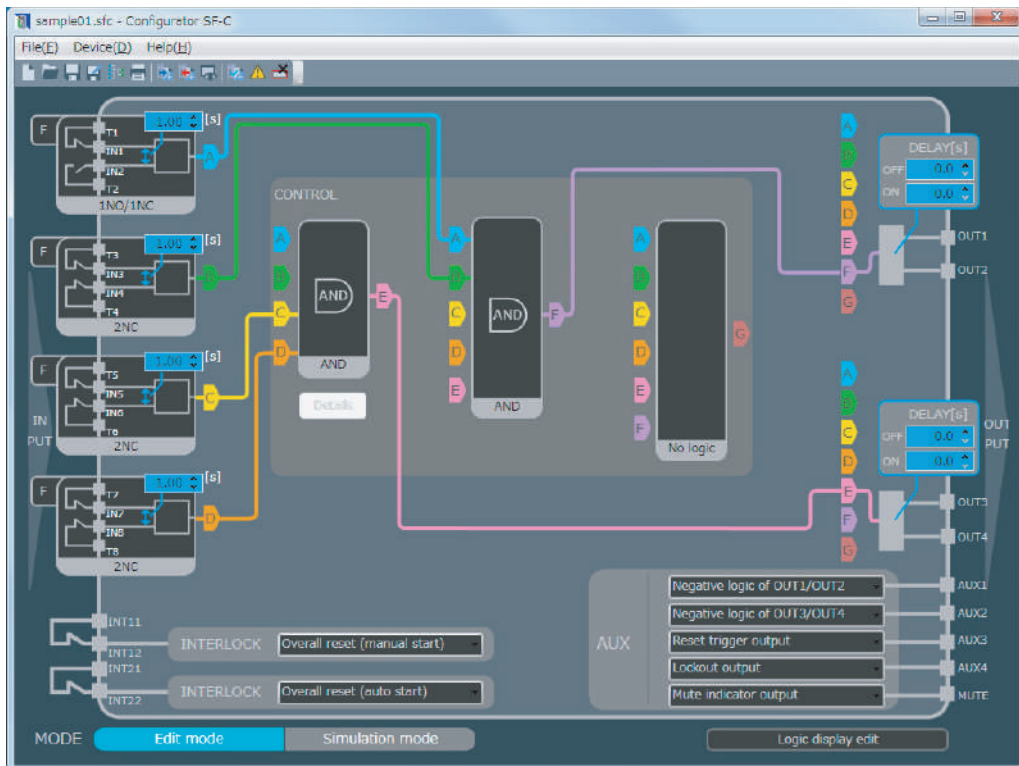 sample01.sfc - Configurator SF-C
File(F) Device(D) Help(H)
F
1.00 [s]
T1
IN1
IN2
T2
A
1NO/1NC
F
1.00 [s]
T3
IN3
IN4
T4
B
2NC
F
1.00 [s]
T5
IN5
IN6
T6
C
2NC
F
1.00 [s]
T7
IN7
IN8
T8
D
2NC
IN
PUT
CONTROL
A
B
C
D
AND
AND
E
Details
A
B
C
D
E
AND
AND
F
A
B
C
D
E
F
No logic
G
A
B
C
D
E
F
G
DELAY[s]
OFF 0.0
ON 0.0
OUT1
OUT2
A
B
C
D
E
F
G
DELAY[s]
OFF 0.0
ON 0.0
OUT3
OUT4
OUT
PUT
INT11
INT12
INTERLOCK Overall reset (manual start)
INT21
INT22
INTERLOCK Overall reset (auto start)
AUX
Negative logic of OUT1/OUT2 AUX1
Negative logic of OUT3/OUT4 AUX2
Reset trigger output AUX3
Lockout output AUX4
Mute indicator output MUTE
MODE Edit mode Simulation mode Logic display edit